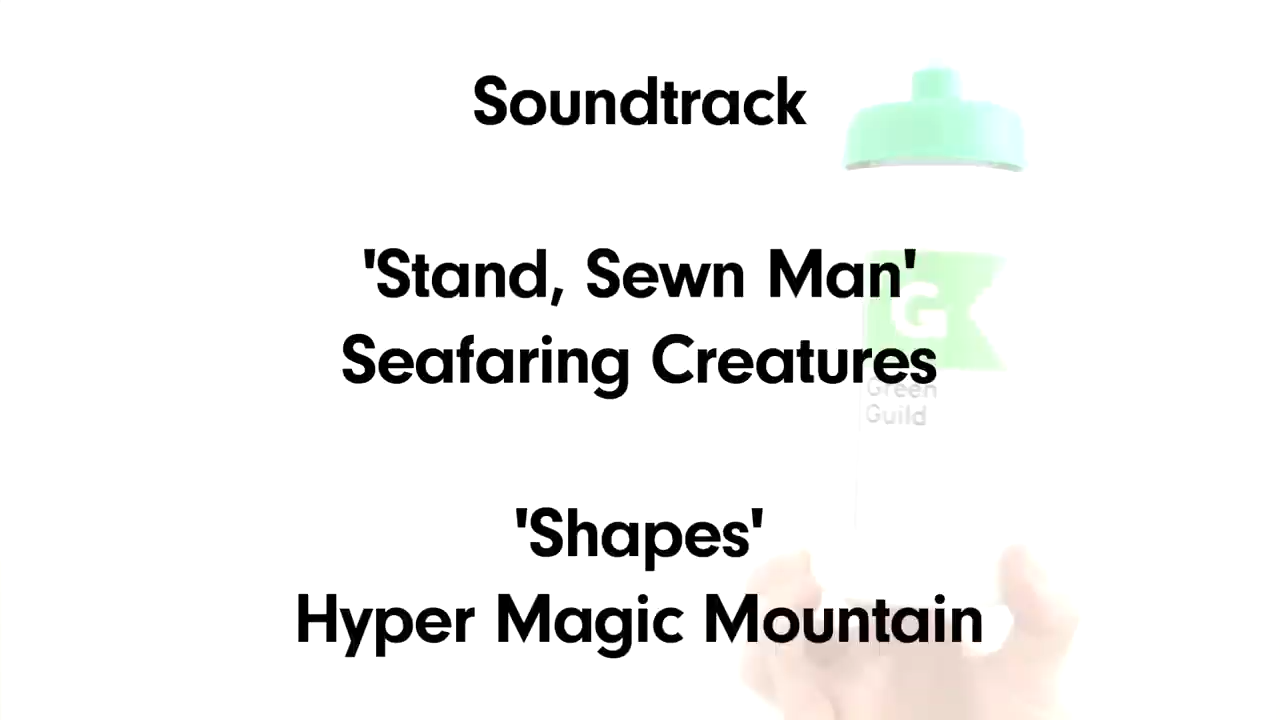 Soundtrack
'Stand, Sewn Man'
Seafaring Creatures
G
Green
Guild
'Shapes'
Hyper Magic Mountain